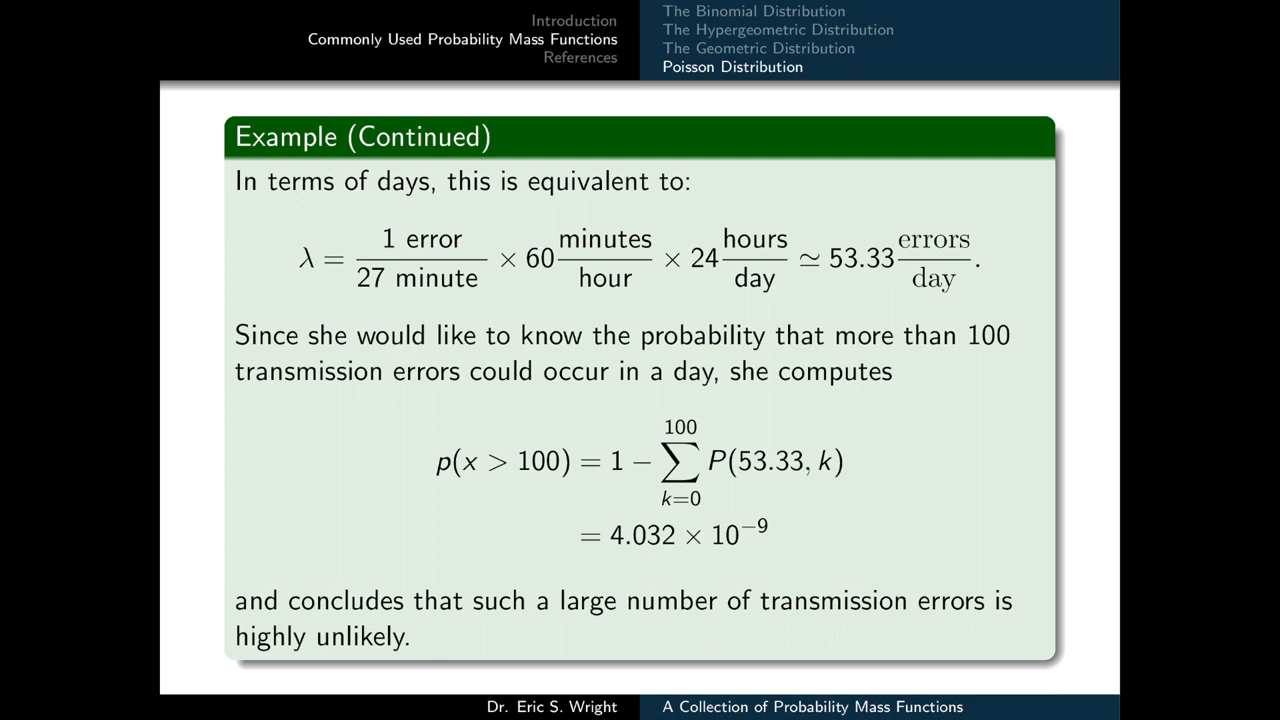 Introduction
Commonly Used Probability Mass Functions
References
The Binomial Distribution
The Hypergeometric Distribution
The Geometric Distribution
Poisson Distribution
Example (Continued)
In terms of days, this is equivalent to:
λ = 1 error / 27 minute × 60 minutes / hour × 24 hours / day ≃ 53.33 errors / day .
Since she would like to know the probability that more than 100
transmission errors could occur in a day, she computes
p(x > 100) = 1 − ∑_{k=0}^{100} P(53.33, k)
= 4.032 × 10⁻⁹
and concludes that such a large number of transmission errors is
highly unlikely.
Dr. Eric S. Wright
A Collection of Probability Mass Functions